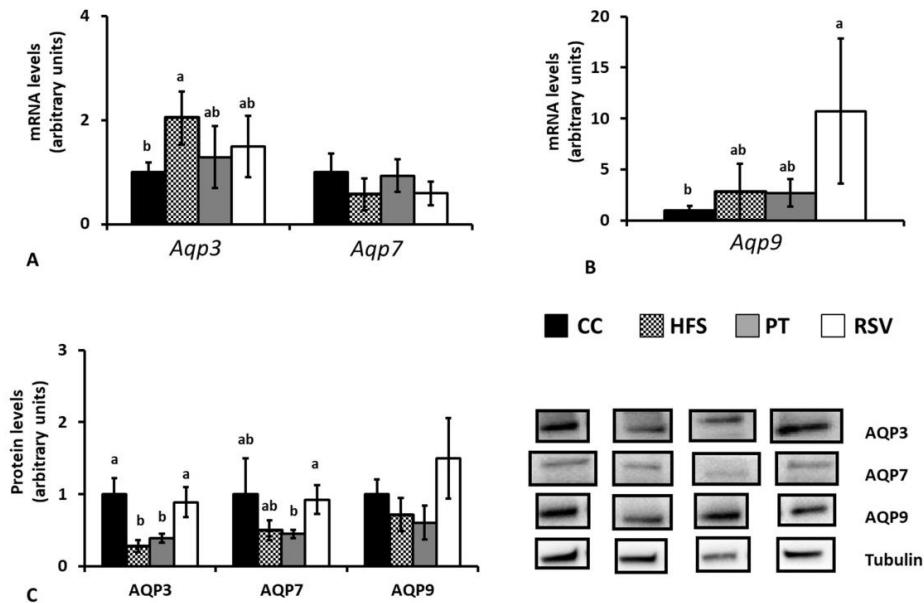 mRNA levels
(arbitrary units)
4
2
0
b
a
ab
ab
Aqp3
Aqp7
A
mRNA levels
(arbitrary units)
20
15
10
5
0
b
ab
ab
a
Aqp9
B
CC
HFS
PT
RSV
Protein levels
(arbitrary units)
3
2
1
0
a
b
b
a
ab
ab
b
a
AQP3
AQP7
AQP9
C
AQP3
AQP7
AQP9
Tubulin